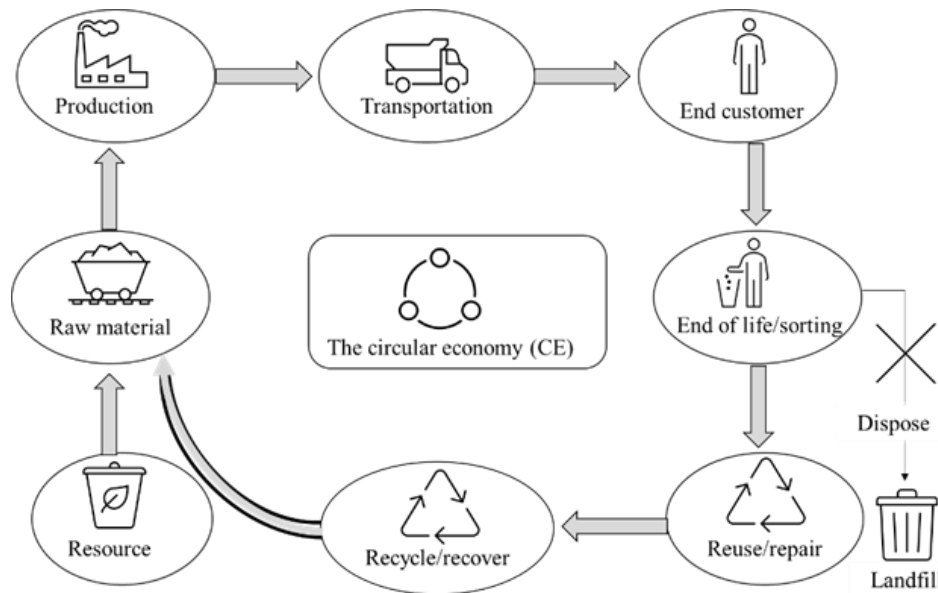 Production
Transportation
End customer
Raw material
The circular economy (CE)
End of life/sorting
Dispose
Resource
Recycle/recover
Reuse/repair
Landfil